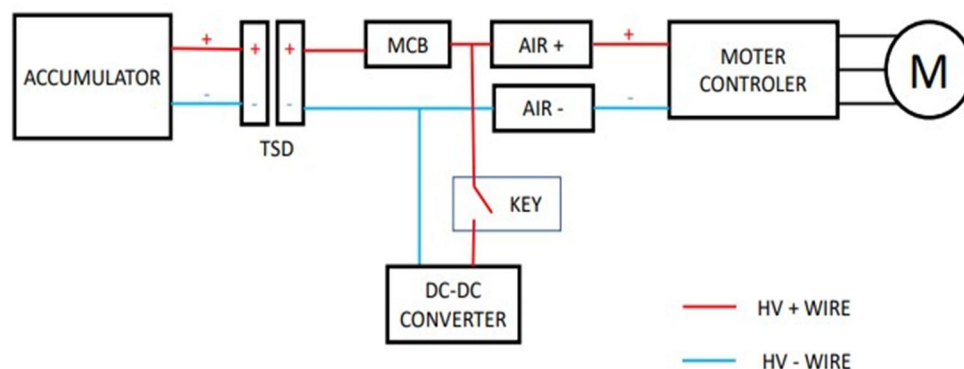 ACCUMULATOR
+
-
+
-
+
-
TSD
MCB
AIR +
AIR -
+
-
MOTER
CONTROLER
M
KEY
DC-DC
CONVERTER
HV + WIRE
HV - WIRE